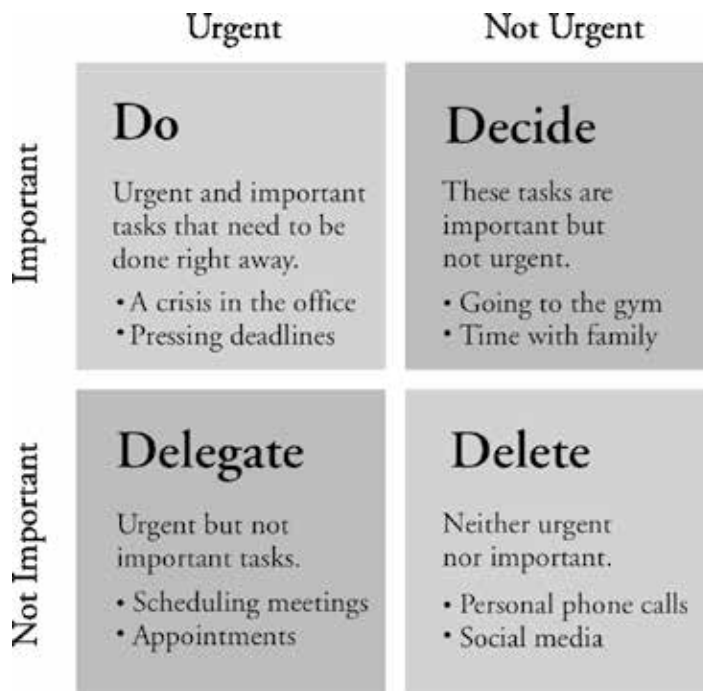 Urgent
Not Urgent
Important
Do
Urgent and important
tasks that need to be
done right away.
• A crisis in the office
• Pressing deadlines
Decide
These tasks are
important but
not urgent.
• Going to the gym
• Time with family
Not Important
Delegate
Urgent but not
important tasks.
• Scheduling meetings
• Appointments
Delete
Neither urgent
nor important.
• Personal phone calls
• Social media